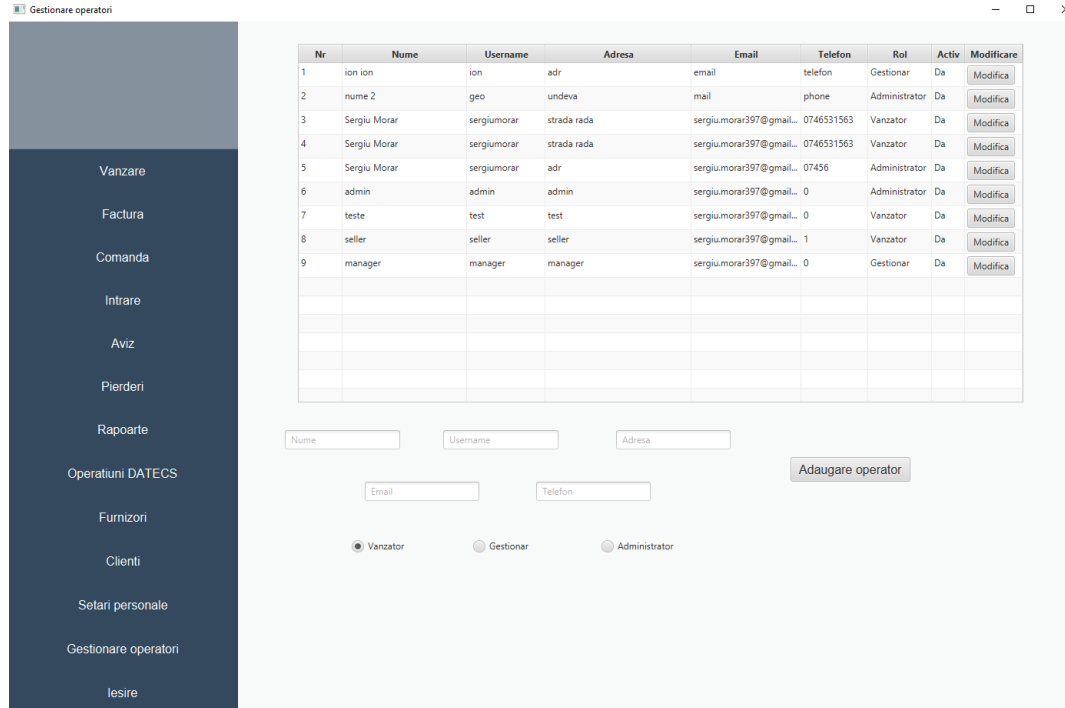 Gestionare operatori
Nr Nume Username Adresa Email Telefon Rol Activ Modificare
1 ion ion ion adr email telefon Gestionar Da Modifica
2 nume 2 geo undeva mail phone Administrator Da Modifica
3 Sergiu Morar sergiumorar strada rada sergiu.morar397@gmail... 0746531563 Vanzator Da Modifica
4 Sergiu Morar sergiumorar strada rada sergiu.morar397@gmail... 0746531563 Vanzator Da Modifica
5 Sergiu Morar sergiumorar adr sergiu.morar397@gmail... 07456 Administrator Da Modifica
6 admin admin admin sergiu.morar397@gmail... 0 Administrator Da Modifica
7 teste test test sergiu.morar397@gmail... 0 Vanzator Da Modifica
8 seller seller seller sergiu.morar397@gmail... 1 Vanzator Da Modifica
9 manager manager manager sergiu.morar397@gmail... 0 Gestionar Da Modifica
Vanzare
Factura
Comanda
Intrare
Aviz
Pierderi
Rapoarte
Operatiuni DATECS
Furnizori
Clienti
Setari personale
Gestionare operatori
Iesire
Nume Username Adresa
Adaugare operator
Email Telefon
Vanzator Gestionar Administrator